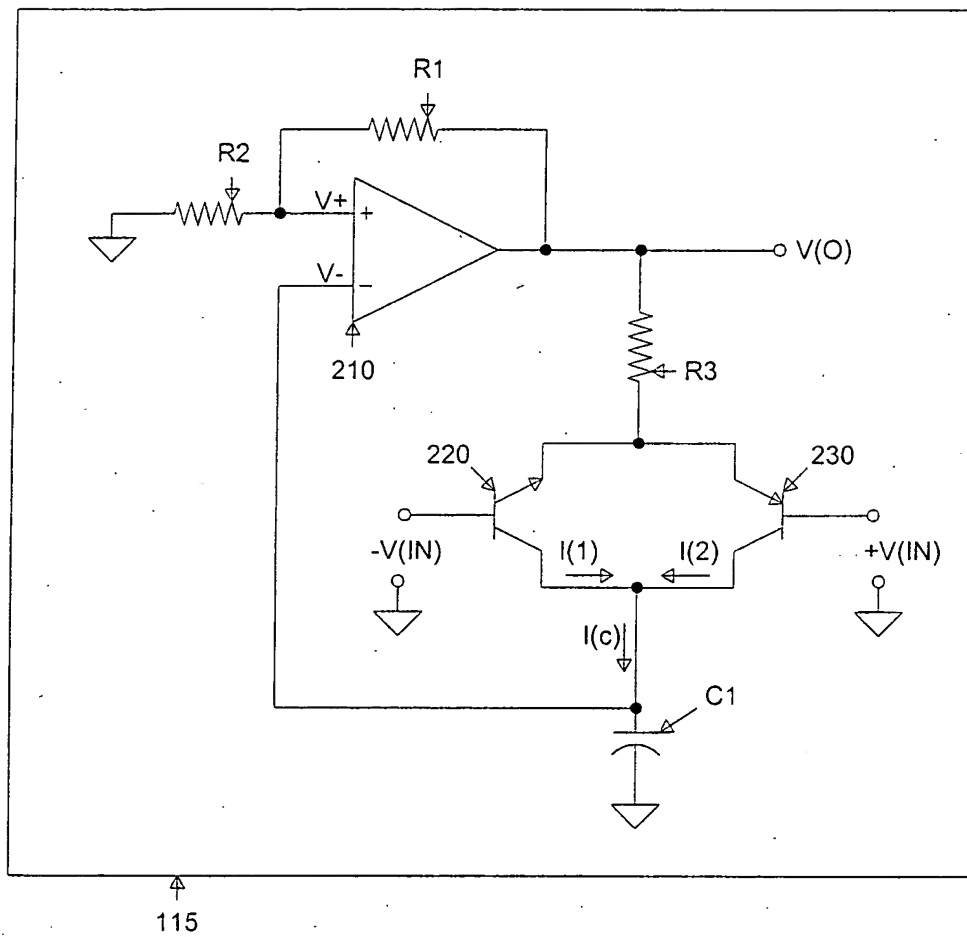 R1
R2
V+
+
V-
−
V(O)
210
R3
220
230
-V(IN)
I(1)
I(2)
+V(IN)
I(c)
C1
115